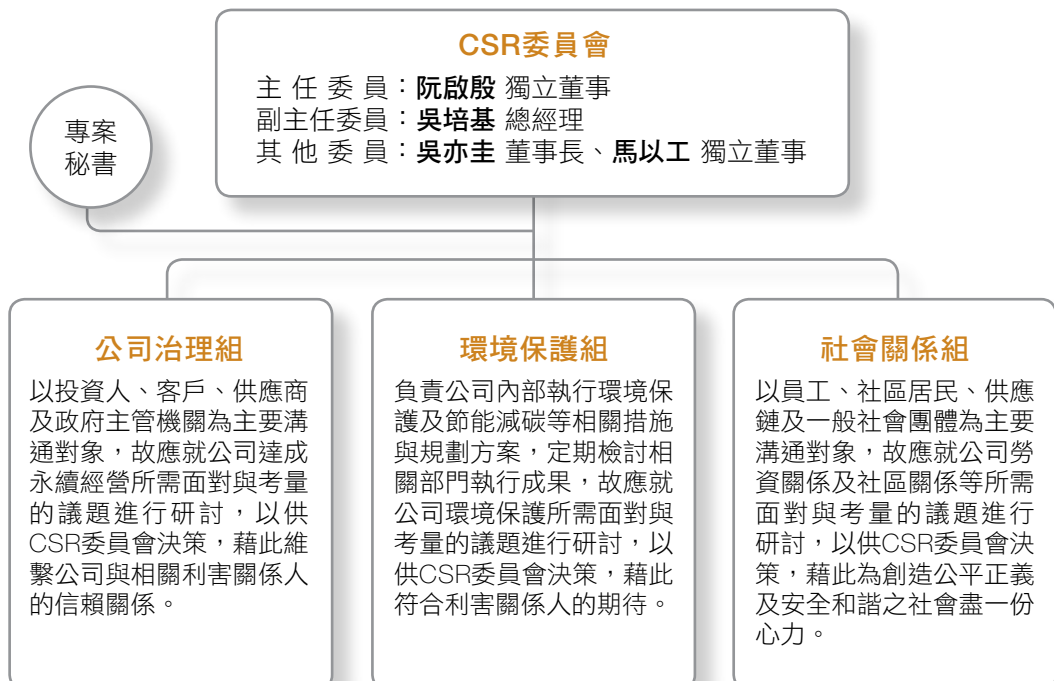 CSR委員會
主任委員：阮啟殷 獨立董事
副主任委員：吳培基 總經理
其他委員：吳亦圭 董事長、馬以工 獨立董事
專案
秘書
公司治理組
以投資人、客戶、供應商
及政府主管機關為主要溝
通對象，故應就公司達成
永續經營所需面對與考量
的議題進行研討，以供
CSR委員會決策，藉此維
繫公司與相關利害關係人
的信賴關係。
環境保護組
負責公司內部執行環境保
護及節能減碳等相關措施
與規劃方案，定期檢討相
關部門執行成果，故應就
公司環境保護所需面對與
考量的議題進行研討，以
供CSR委員會決策，藉此
符合利害關係人的期待。
社會關係組
以員工、社區居民、供應
鏈及一般社會團體為主要
溝通對象，故應就公司勞
資關係及社區關係等所需
面對與考量的議題進行
研討，以供CSR委員會決
策，藉此為創造公平正義
及安全和諧之社會盡一份
心力。